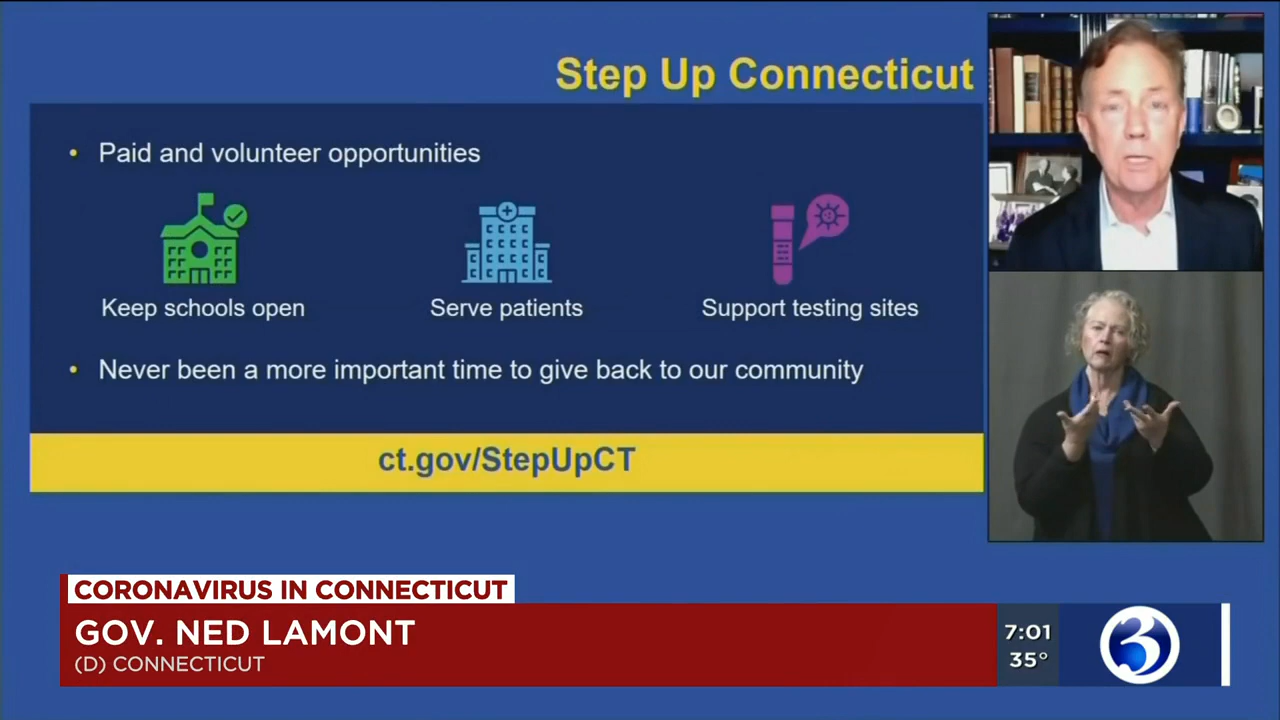 Step Up Connecticut
• Paid and volunteer opportunities
Keep schools open
Serve patients
Support testing sites
• Never been a more important time to give back to our community
ct.gov/StepUpCT
CORONAVIRUS IN CONNECTICUT
GOV. NED LAMONT
(D) CONNECTICUT
7:01
35°
3